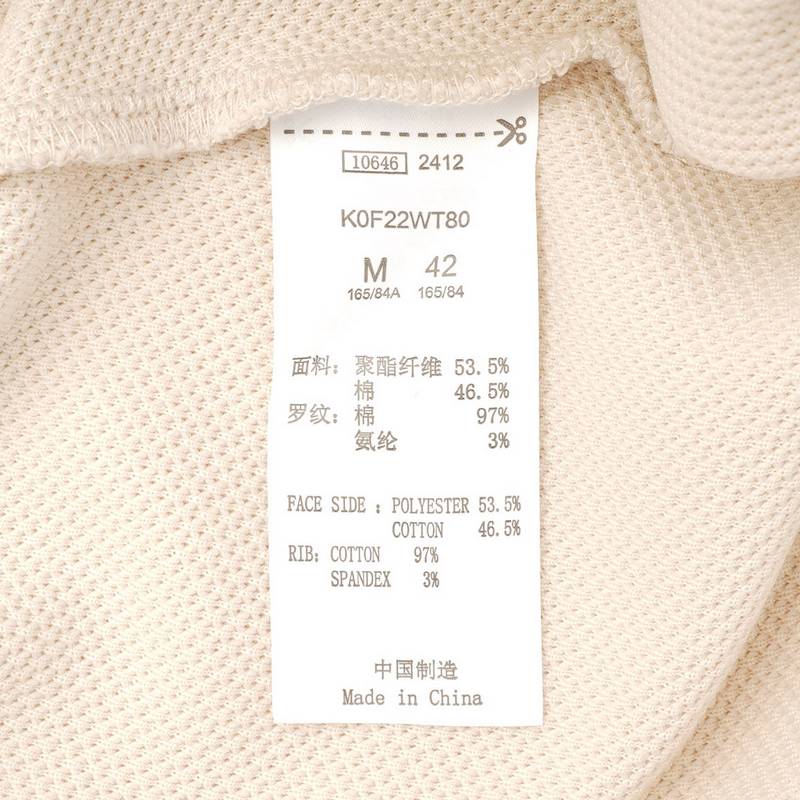 10646 2412
K0F22WT80
M 42
165/84A 165/84
面料: 聚酯纤维 53.5%
棉 46.5%
罗纹: 棉 97%
氨纶 3%
FACE SIDE : POLYESTER 53.5%
COTTON 46.5%
RIB: COTTON 97%
SPANDEX 3%
中国制造
Made in China